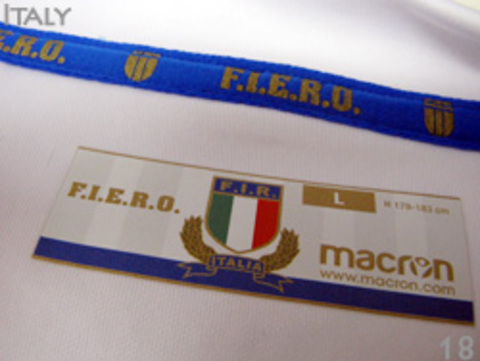 ITALY
E.R.O.
F.I.E.R.O.
F.I.E.R.O.
F.I.R.
ITALIA
L
H 178-183 cm
macron
www.macron.com
18